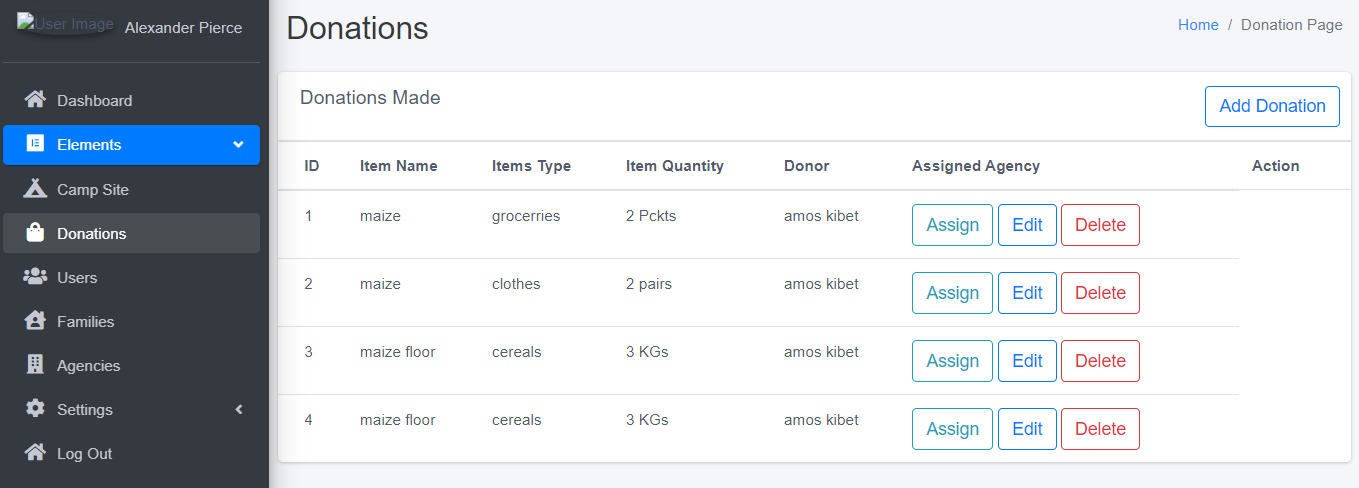 User Image Alexander Pierce
Dashboard
Elements
Camp Site
Donations
Users
Families
Agencies
Settings
Log Out
Donations
Home / Donation Page
Donations Made
Add Donation
ID Item Name Items Type Item Quantity Donor Assigned Agency Action
1 maize grocerries 2 Pckts amos kibet Assign Edit Delete
2 maize clothes 2 pairs amos kibet Assign Edit Delete
3 maize floor cereals 3 KGs amos kibet Assign Edit Delete
4 maize floor cereals 3 KGs amos kibet Assign Edit Delete